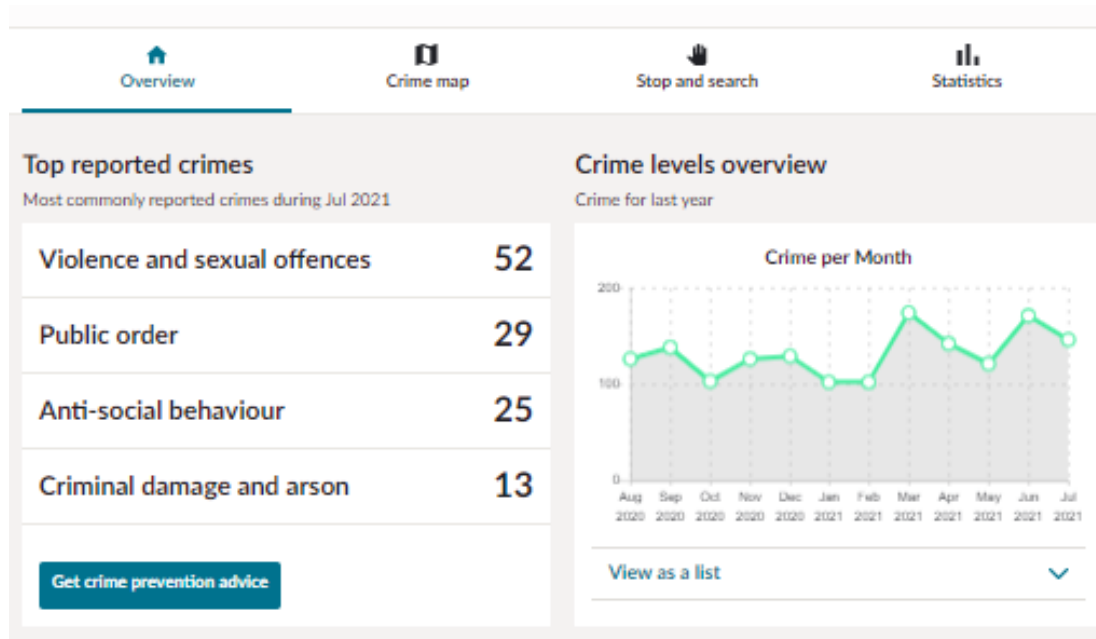 Overview
Crime map
Stop and search
Statistics
Top reported crimes
Most commonly reported crimes during Jul 2021
Violence and sexual offences 52
Public order 29
Anti-social behaviour 25
Criminal damage and arson 13
Get crime prevention advice
Crime levels overview
Crime for last year
Crime per Month
200
100
0
Aug Sep Oct Nov Dec Jan Feb Mar Apr May Jun Jul
2020 2020 2020 2020 2020 2021 2021 2021 2021 2021 2021 2021
View as a list